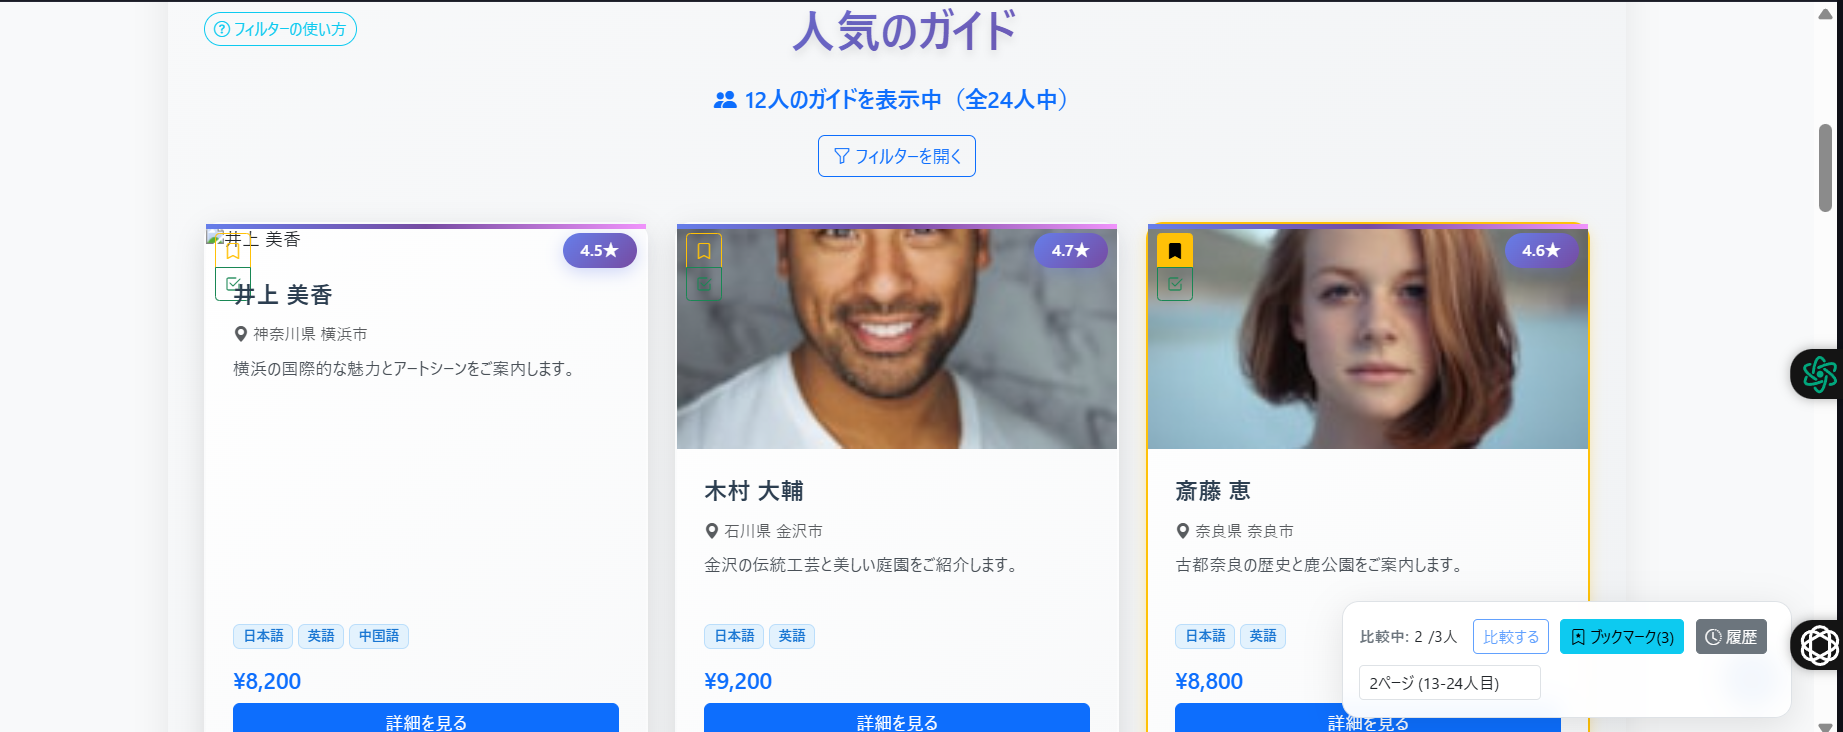 フィルターの使い方
人気のガイド
12人のガイドを表示中（全24人中）
フィルターを開く
井上 美香
4.5★
井上 美香
神奈川県 横浜市
横浜の国際的な魅力とアートシーンをご案内します。
日本語 英語 中国語
¥8,200
詳細を見る
4.7★
木村 大輔
石川県 金沢市
金沢の伝統工芸と美しい庭園をご紹介します。
日本語 英語
¥9,200
詳細を見る
4.6★
斎藤 恵
奈良県 奈良市
古都奈良の歴史と鹿公園をご案内します。
日本語 英語
¥8,800
詳細を見る
比較中: 2 /3人 比較する ブックマーク(3) 履歴
2ページ (13-24人目)